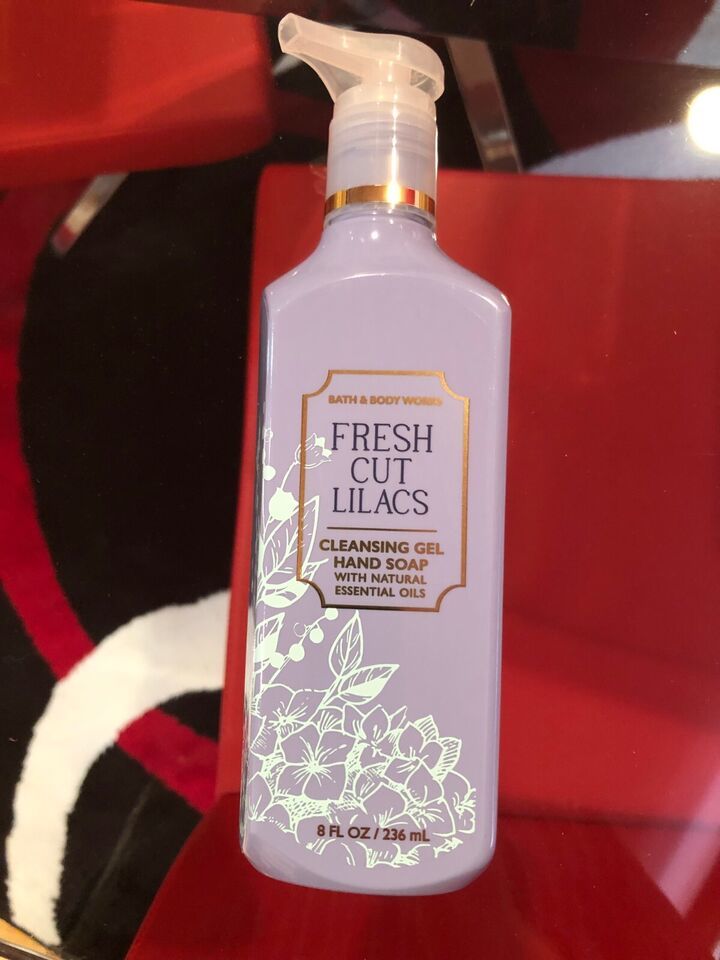 BATH & BODY WORKS
FRESH
CUT
LILACS
CLEANSING GEL
HAND SOAP
WITH NATURAL
ESSENTIAL OILS
8 FL OZ / 236 mL